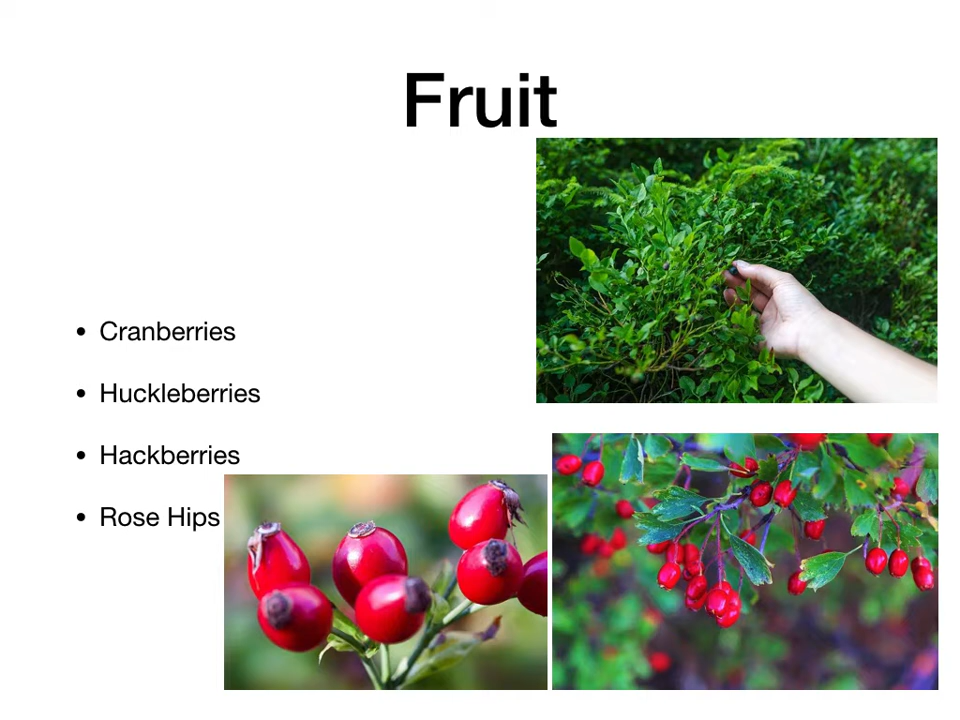 Fruit
• Cranberries
• Huckleberries
• Hackberries
• Rose Hips